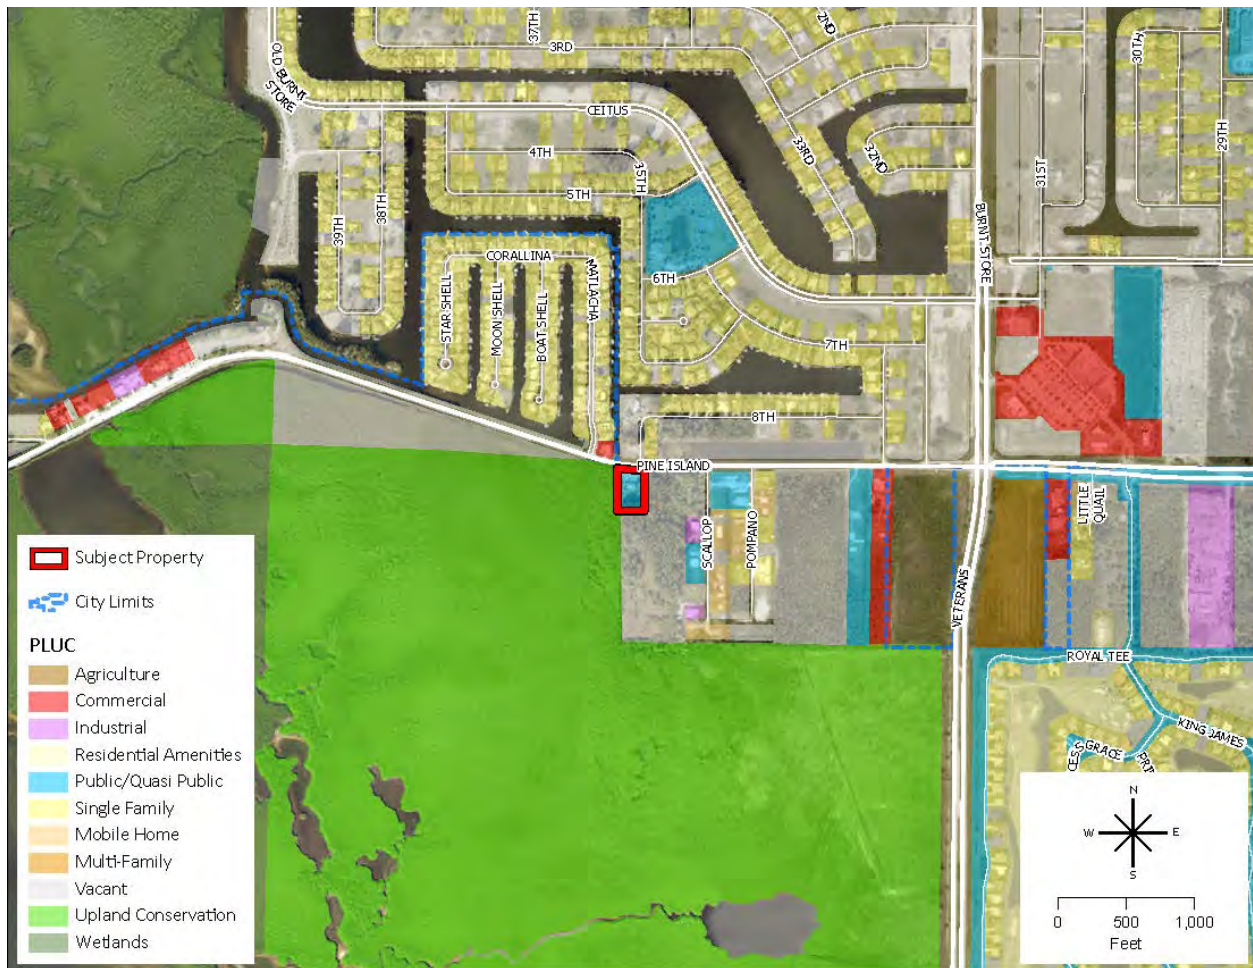 37TH
2ND
3RD
30TH
OLD BURNT
STORE
CEITUS
29TH
4TH
35TH
33RD
32ND
31ST
5TH
38TH
39TH
BURNT STORE
CORALLINA
MATLACHA
6TH
STAR SHELL
MOON SHELL
BOAT SHELL
7TH
8TH
PINE ISLAND
SCALLOP
POMPANO
LITTLE
QUAIL
VETERANS
ROYAL TEE
KING JAMES
CESS GRACE
PRI
Subject Property
City Limits
PLUC
Agriculture
Commercial
Industrial
Residential Amenities
Public/Quasi Public
Single Family
Mobile Home
Multi-Family
Vacant
Upland Conservation
Wetlands
N
W
E
S
0 500 1,000
Feet